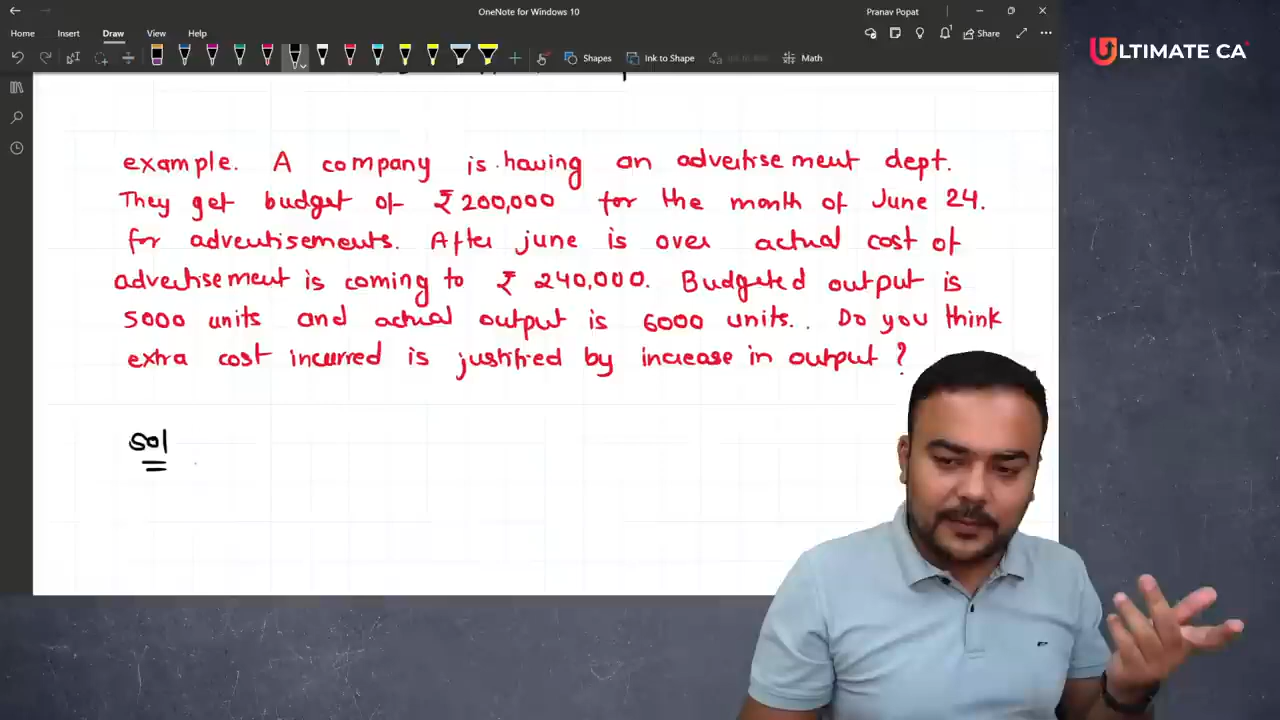 OneNote for Windows 10
Pranav Popat
Home Insert Draw View Help
Share
Shapes Ink to Shape Math
ULTIMATE CA
example. A company is having an advertisement dept.
They get budget of ₹200,000 for the month of June 24.
for advertisements. After june is over actual cost of
advertisement is coming to ₹ 240,000. Budgeted output is
5000 units and actual output is 6000 units.. Do you think
extra cost incurred is justified by increase in output ?
Sol